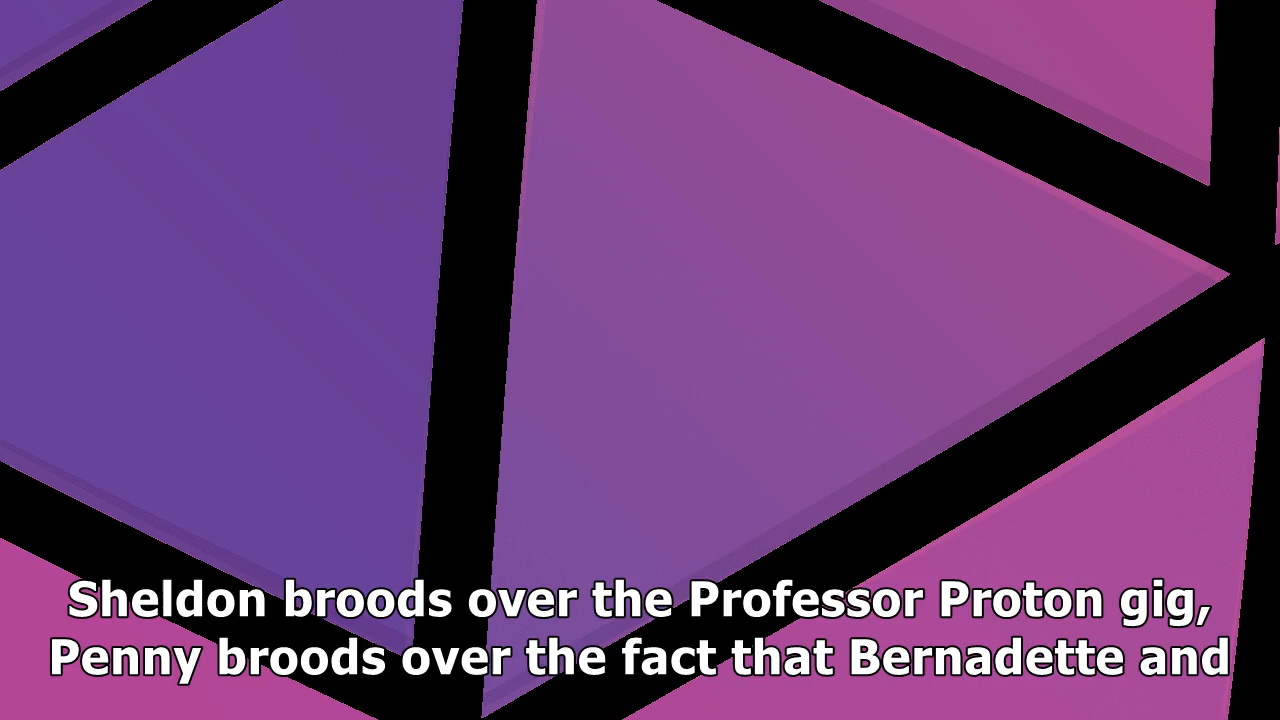 Sheldon broods over the Professor Proton gig,
Penny broods over the fact that Bernadette and